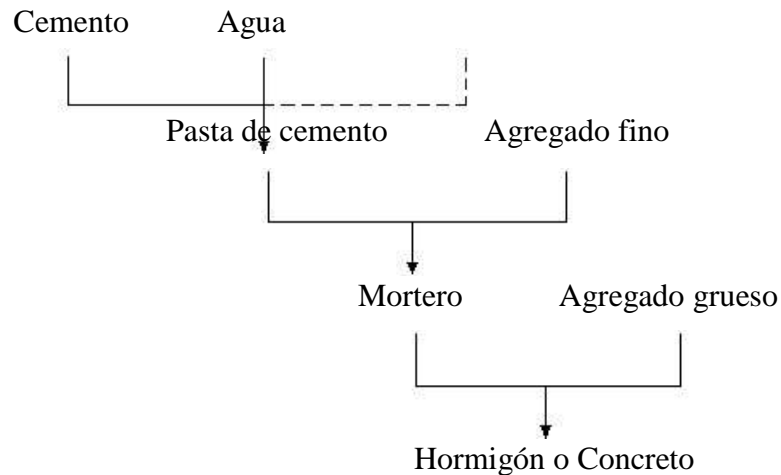 Cemento Agua
Pasta de cemento Agregado fino
Mortero Agregado grueso
Hormigón o Concreto